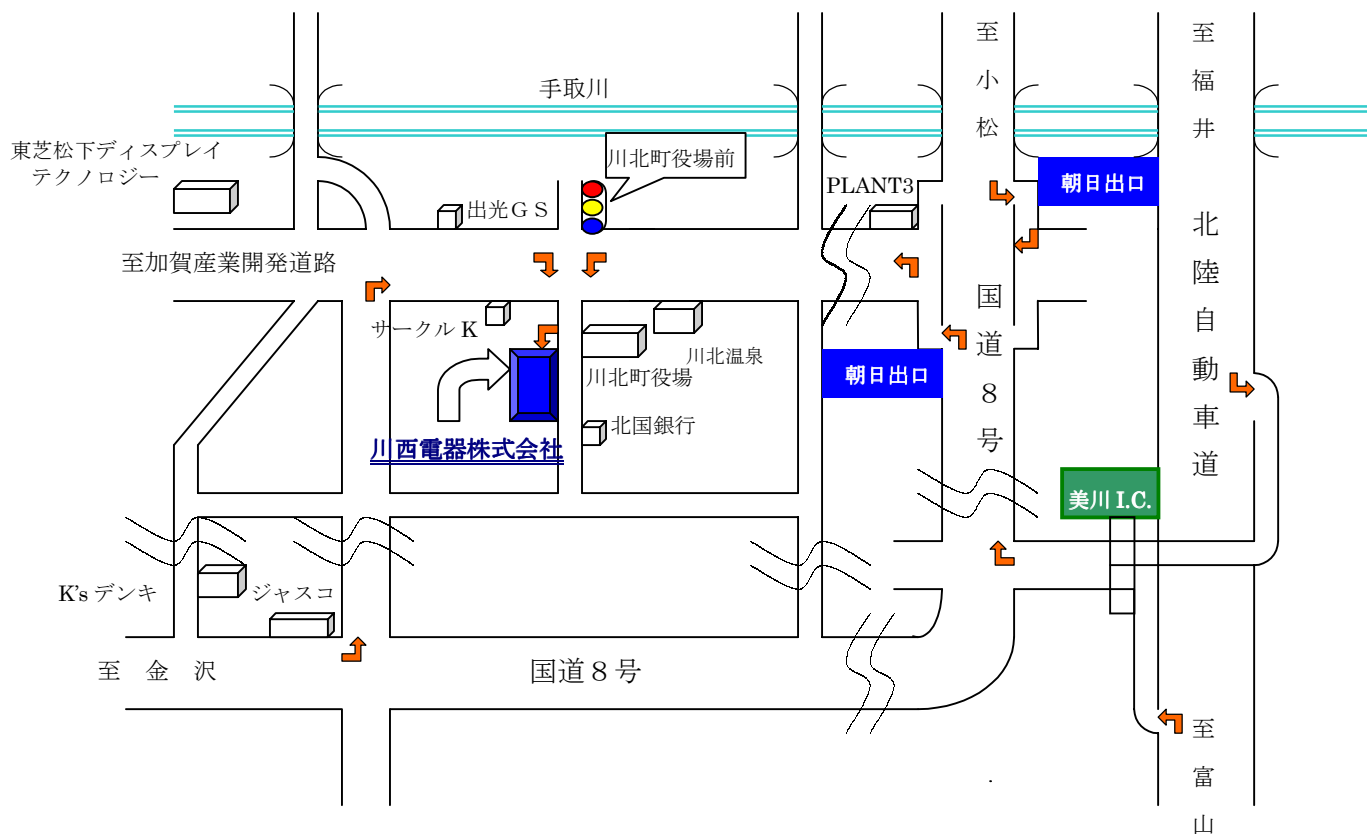 至小松
至福井
手取川
東芝松下ディスプレイ
テクノロジー
川北町役場前
朝日出口
PLANT3
出光ＧＳ
至加賀産業開発道路
北陸自動車道
国道８号
サークル K
川北温泉
川北町役場
朝日出口
北国銀行
川西電器株式会社
美川 I.C.
K's デンキ
ジャスコ
至 金 沢
国道８号
至富山